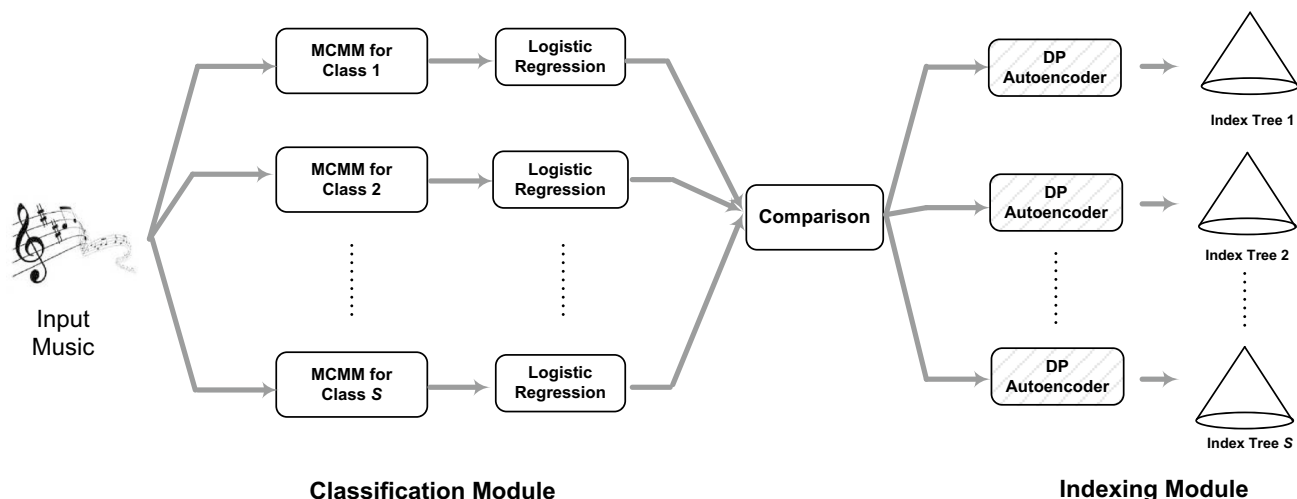 Input
Music
MCMM for
Class 1
Logistic
Regression
MCMM for
Class 2
Logistic
Regression
MCMM for
Class S
Logistic
Regression
Comparison
DP
Autoencoder
Index Tree 1
DP
Autoencoder
Index Tree 2
DP
Autoencoder
Index Tree S
Classification Module
Indexing Module